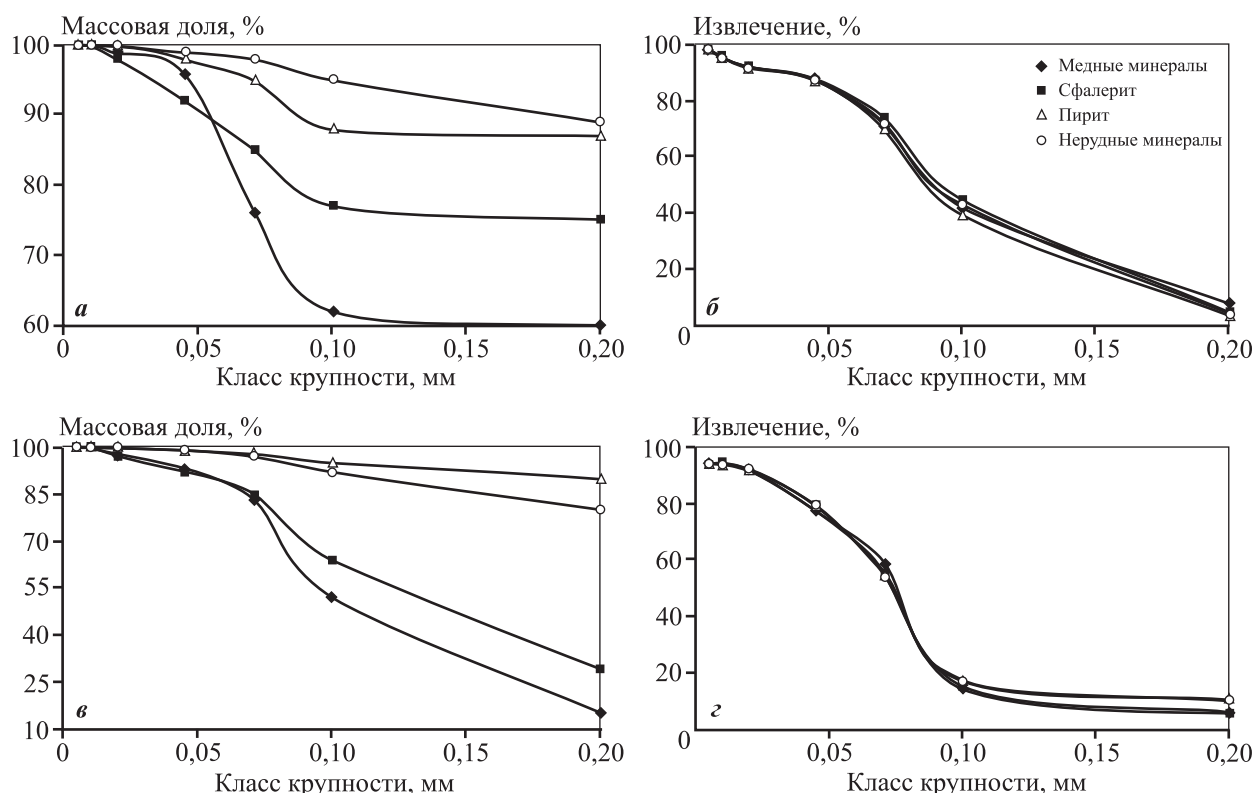 Массовая доля, %
100
90
80
70
60
а
0
0,05
0,10
0,15
0,20
Класс крупности, мм
Извлечение, %
100
80
60
40
20
0
б
Медные минералы
Сфалерит
Пирит
Нерудные минералы
0,05
0,10
0,15
0,20
Класс крупности, мм
Массовая доля, %
100
85
70
55
40
25
10
в
0
0,05
0,10
0,15
0,20
Класс крупности, мм
Извлечение, %
100
80
60
40
20
0
г
0,05
0,10
0,15
0,20
Класс крупности, мм